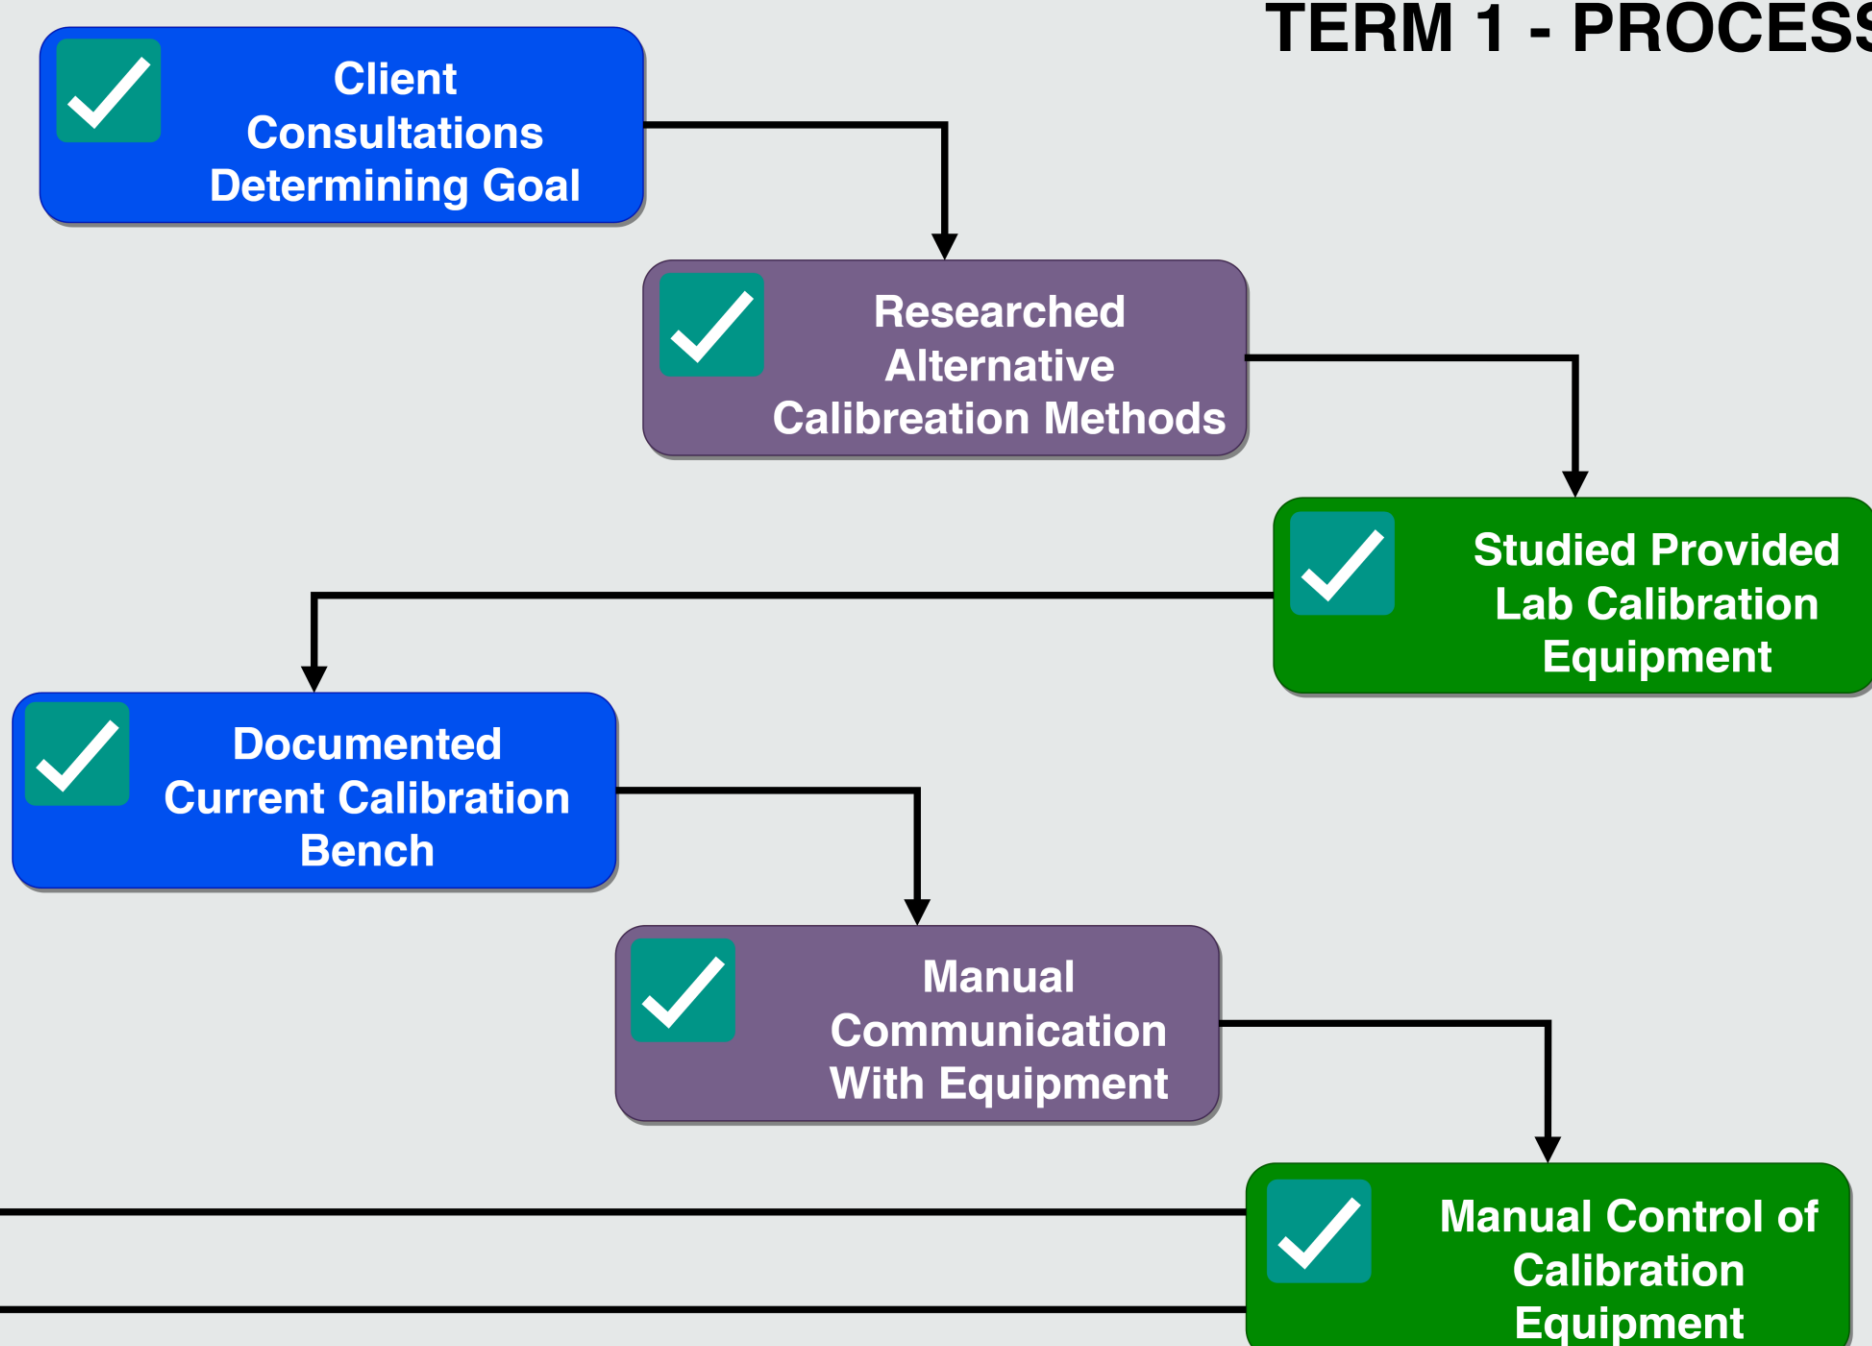 TERM 1 - PROCESS
Client
Consultations
Determining Goal
Researched
Alternative
Calibreation Methods
Studied Provided
Lab Calibration
Equipment
Documented
Current Calibration
Bench
Manual
Communication
With Equipment
Manual Control of
Calibration
Equipment